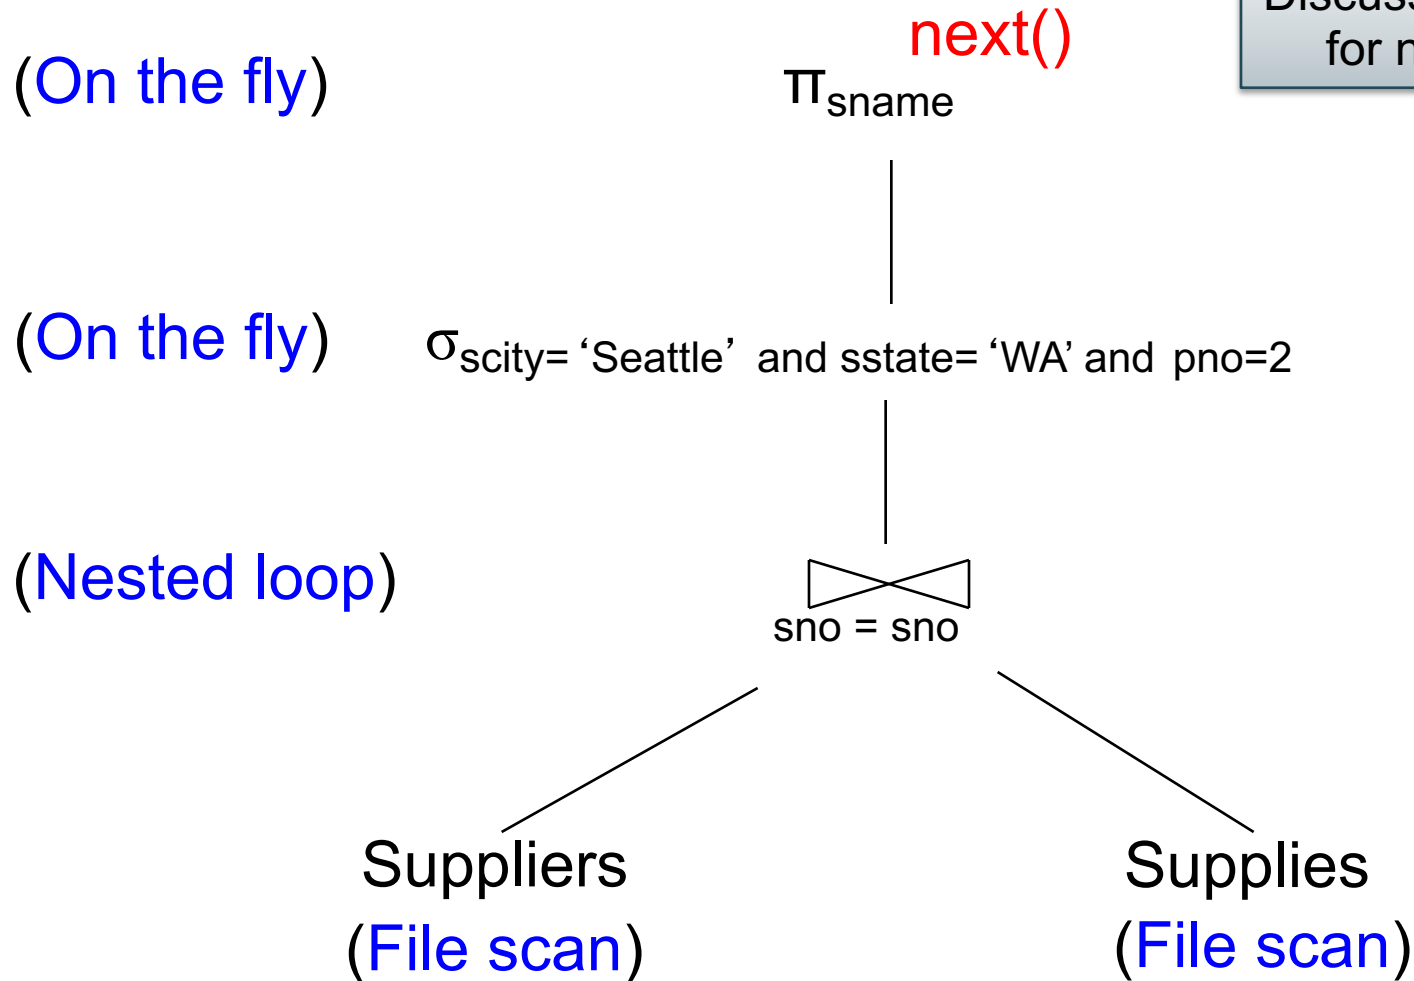 next()
(On the fly) πsname
for
(On the fly) σscity= ‘Seattle’ and sstate= ‘WA’ and pno=2
(Nested loop)
sno = sno
Suppliers Supplies
(File scan) (File scan)